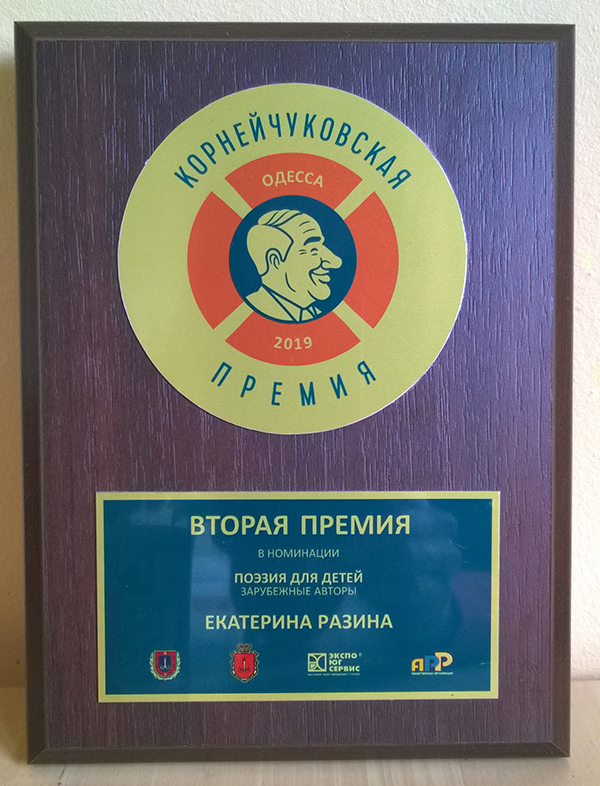 КОРНЕЙЧУКОВСКАЯ
ОДЕССА
2019
ПРЕМИЯ
ВТОРАЯ ПРЕМИЯ
В НОМИНАЦИИ
ПОЭЗИЯ ДЛЯ ДЕТЕЙ
ЗАРУБЕЖНЫЕ АВТОРЫ
ЕКАТЕРИНА РАЗИНА
ЭКСПО
ЮГ
СЕРВИС